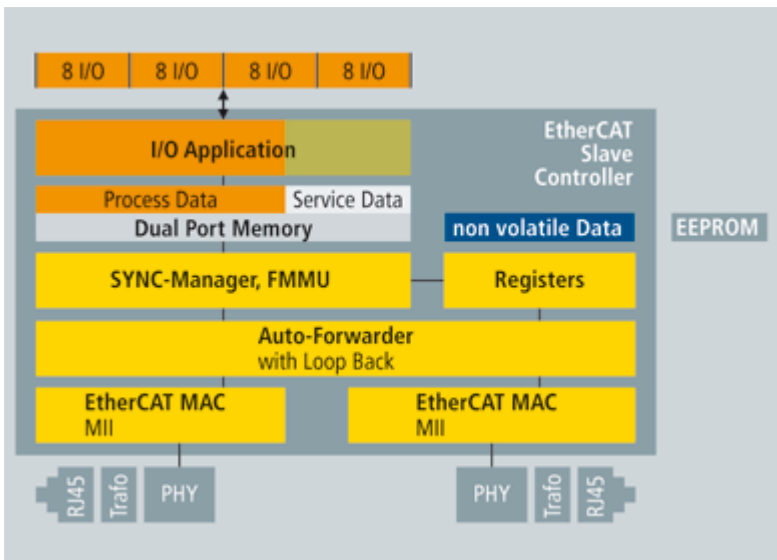 8 I/O 8 I/O 8 I/O 8 I/O
EtherCAT
Slave
Controller
I/O Application
Process Data Service Data
Dual Port Memory
non volatile Data
EEPROM
SYNC-Manager, FMMU
Registers
Auto-Forwarder
with Loop Back
EtherCAT MAC
MII
EtherCAT MAC
MII
RJ45 Trafo PHY
PHY Trafo RJ45